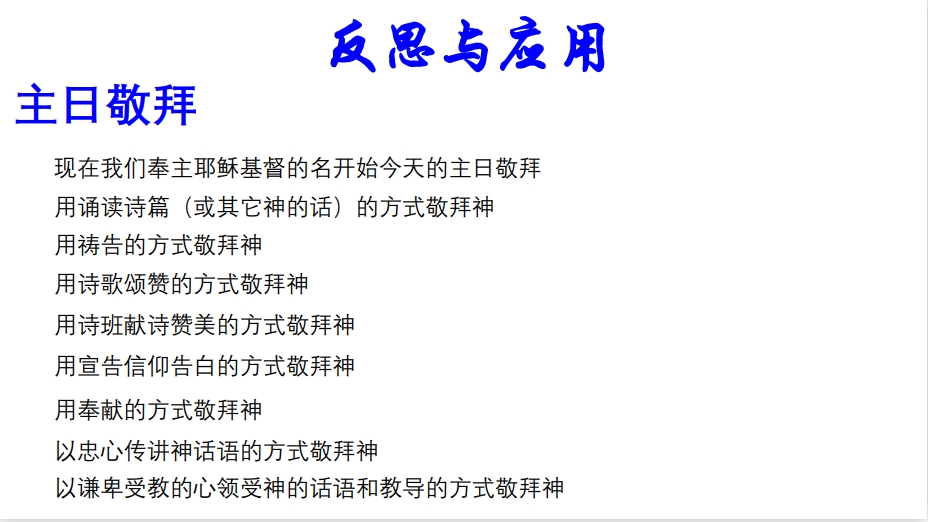 反思与应用
主日敬拜
现在我们奉主耶稣基督的名开始今天的主日敬拜
用诵读诗篇（或其它神的话）的方式敬拜神
用祷告的方式敬拜神
用诗歌颂赞的方式敬拜神
用诗班献诗赞美的方式敬拜神
用宣告信仰告白的方式敬拜神
用奉献的方式敬拜神
以忠心传讲神话语的方式敬拜神
以谦卑受教的心领受神的话语和教导的方式敬拜神